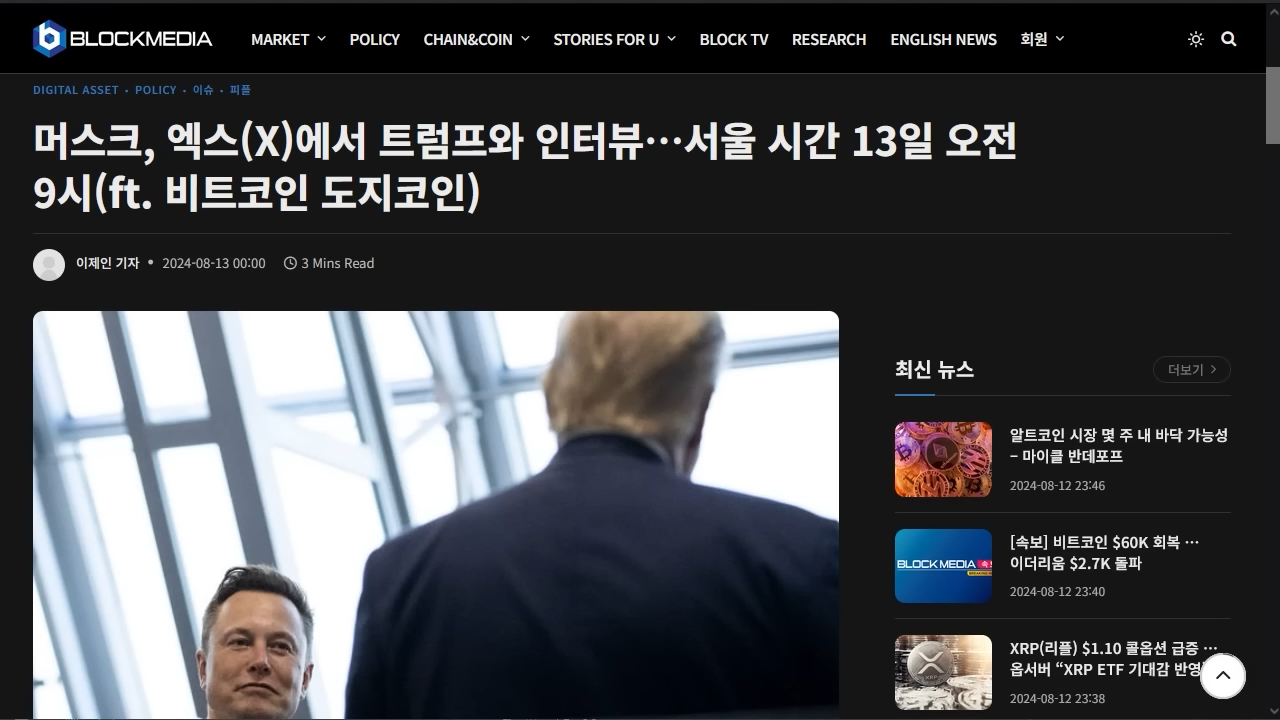 BLOCKMEDIA
MARKET POLICY CHAIN&COIN STORIES FOR U BLOCK TV RESEARCH ENGLISH NEWS 회원
DIGITAL ASSET • POLICY • 이슈 • 피플
머스크, 엑스(X)에서 트럼프와 인터뷰…서울 시간 13일 오전
9시(ft. 비트코인 도지코인)
이제인 기자 • 2024-08-13 00:00 3 Mins Read
최신 뉴스 더보기
알트코인 시장 몇 주 내 바닥 가능성
– 마이클 반데포프
2024-08-12 23:46
BLOCK MEDIA
[속보] 비트코인 $60K 회복 …
이더리움 $2.7K 돌파
2024-08-12 23:40
XRP(리플) $1.10 콜옵션 급증 …
옵서버 “XRP ETF 기대감 반영
2024-08-12 23:38